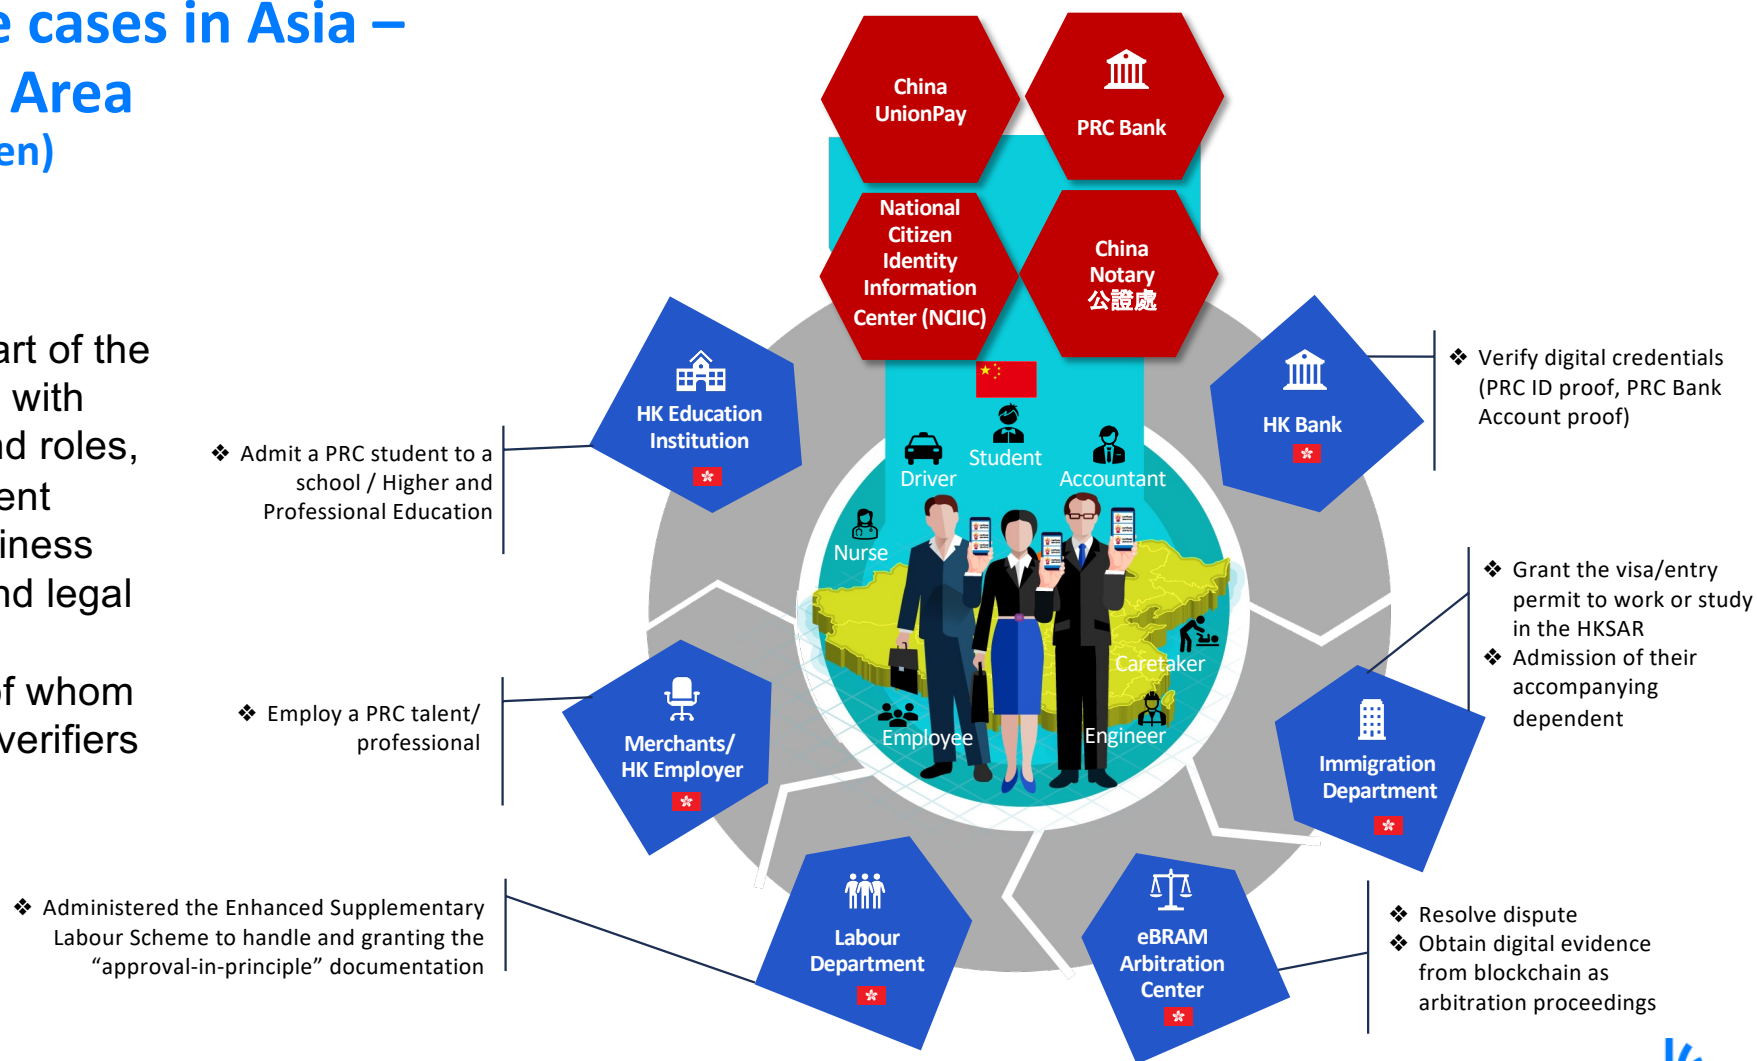 e cases in Asia –
Area
en)
art of the
with
nd roles,
ent
iness
nd legal
of whom
verifiers
China
UnionPay
PRC Bank
National
Citizen
Identity
Information
Center (NCIIC)
China
Notary
公證處
HK Education
Institution
❖ Admit a PRC student to a
school / Higher and
Professional Education
HK Bank
❖ Verify digital credentials
(PRC ID proof, PRC Bank
Account proof)
Student
Driver
Accountant
Nurse
Caretaker
Employee
Engineer
Merchants/
HK Employer
❖ Employ a PRC talent/
professional
Immigration
Department
❖ Grant the visa/entry
permit to work or study
in the HKSAR
❖ Admission of their
accompanying
dependent
Labour
Department
❖ Administered the Enhanced Supplementary
Labour Scheme to handle and granting the
“approval-in-principle” documentation
eBRAM
Arbitration
Center
❖ Resolve dispute
❖ Obtain digital evidence
from blockchain as
arbitration proceedings